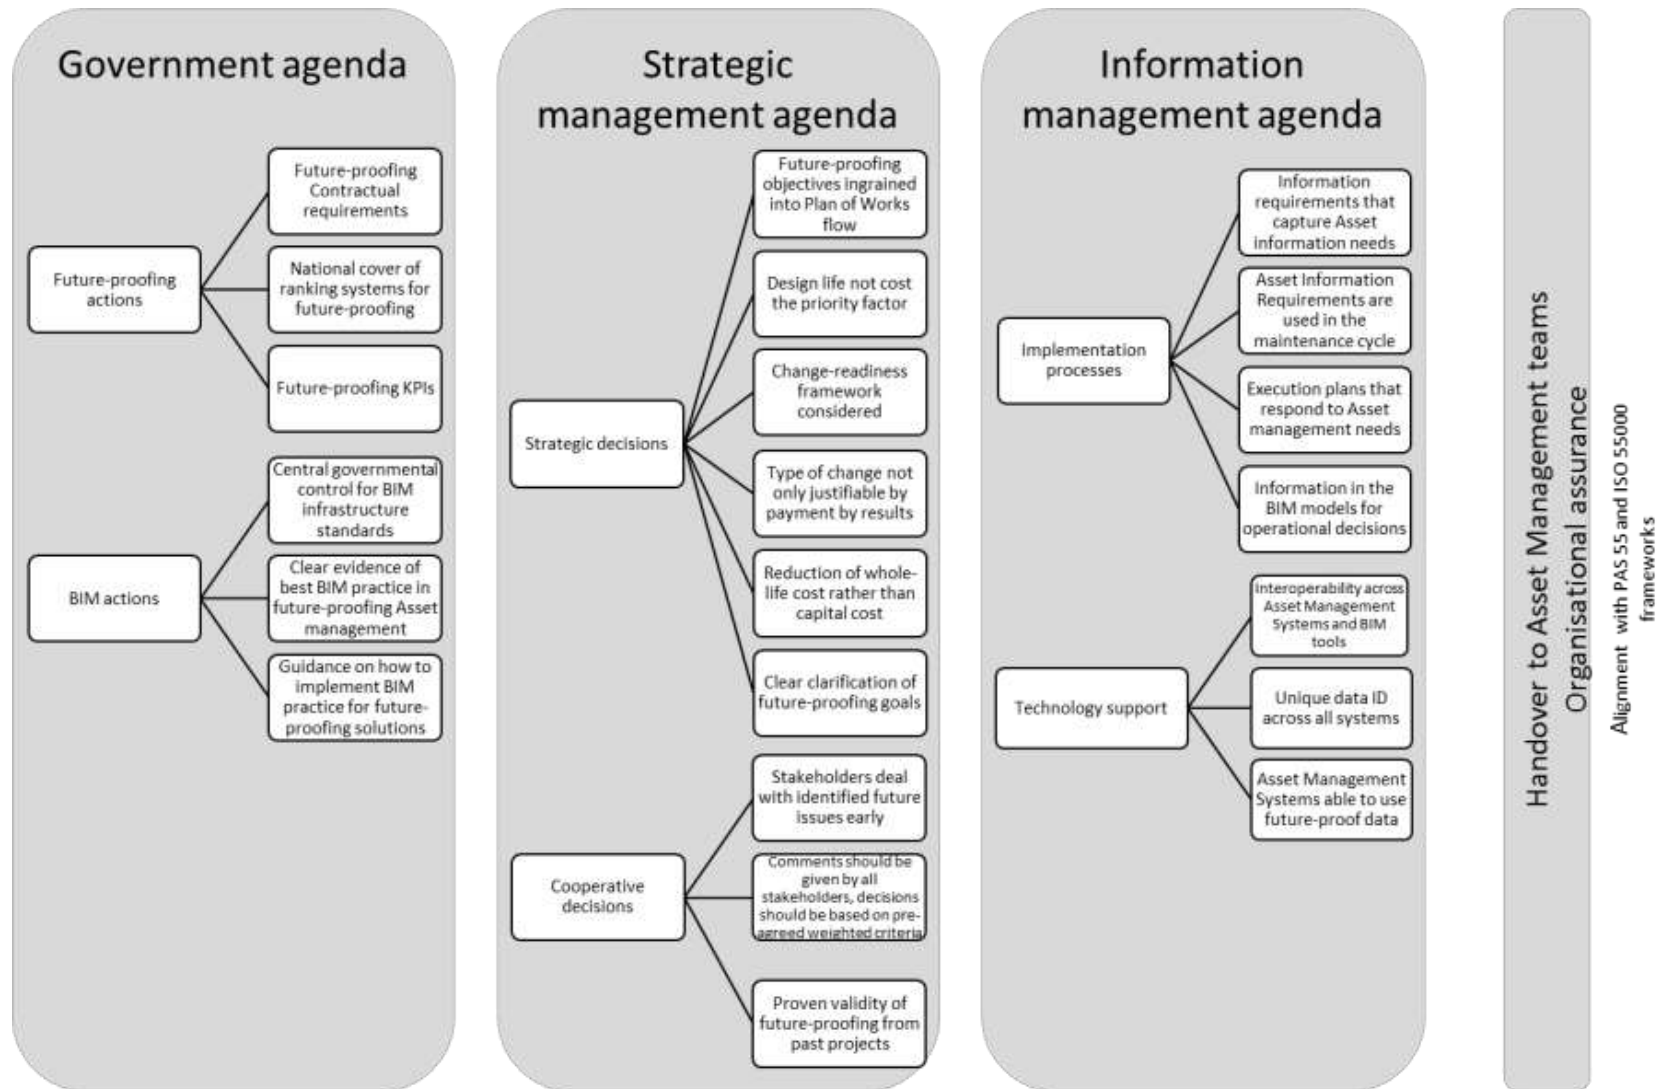 Government agenda
Future-proofing
actions
Future-proofing
Contractual
requirements
National cover of
ranking systems for
future-proofing
Future-proofing KPIs
BIM actions
Central governmental
control for BIM
infrastructure
standards
Clear evidence of
best BIM practice in
future-proofing Asset
management
Guidance on how to
implement BIM
practice for future-
proofing solutions
Strategic
management agenda
Strategic decisions
Future-proofing
objectives ingrained
into Plan of Works
flow
Design life not cost
the priority factor
Change-readiness
framework
considered
Type of change not
only justifiable by
payment by results
Reduction of whole-
life cost rather than
capital cost
Clear clarification of
future-proofing goals
Cooperative
decisions
Stakeholders deal
with identified future
issues early
Comments should be
given by all
stakeholders, decisions
should be based on pre-
agreed weighted criteria
Proven validity of
future-proofing from
past projects
Information
management agenda
Implementation
processes
Information
requirements that
capture Asset
information needs
Asset Information
Requirements are
used in the
maintenance cycle
Execution plans that
respond to Asset
management needs
Information in the
BIM models for
operational decisions
Technology support
Interoperability across
Asset Management
Systems and BIM
tools
Unique data ID
across all systems
Asset Management
Systems able to use
future-proof data
Handover to Asset Management teams
Organisational assurance
Alignment with PAS 55 and ISO 55000
frameworks